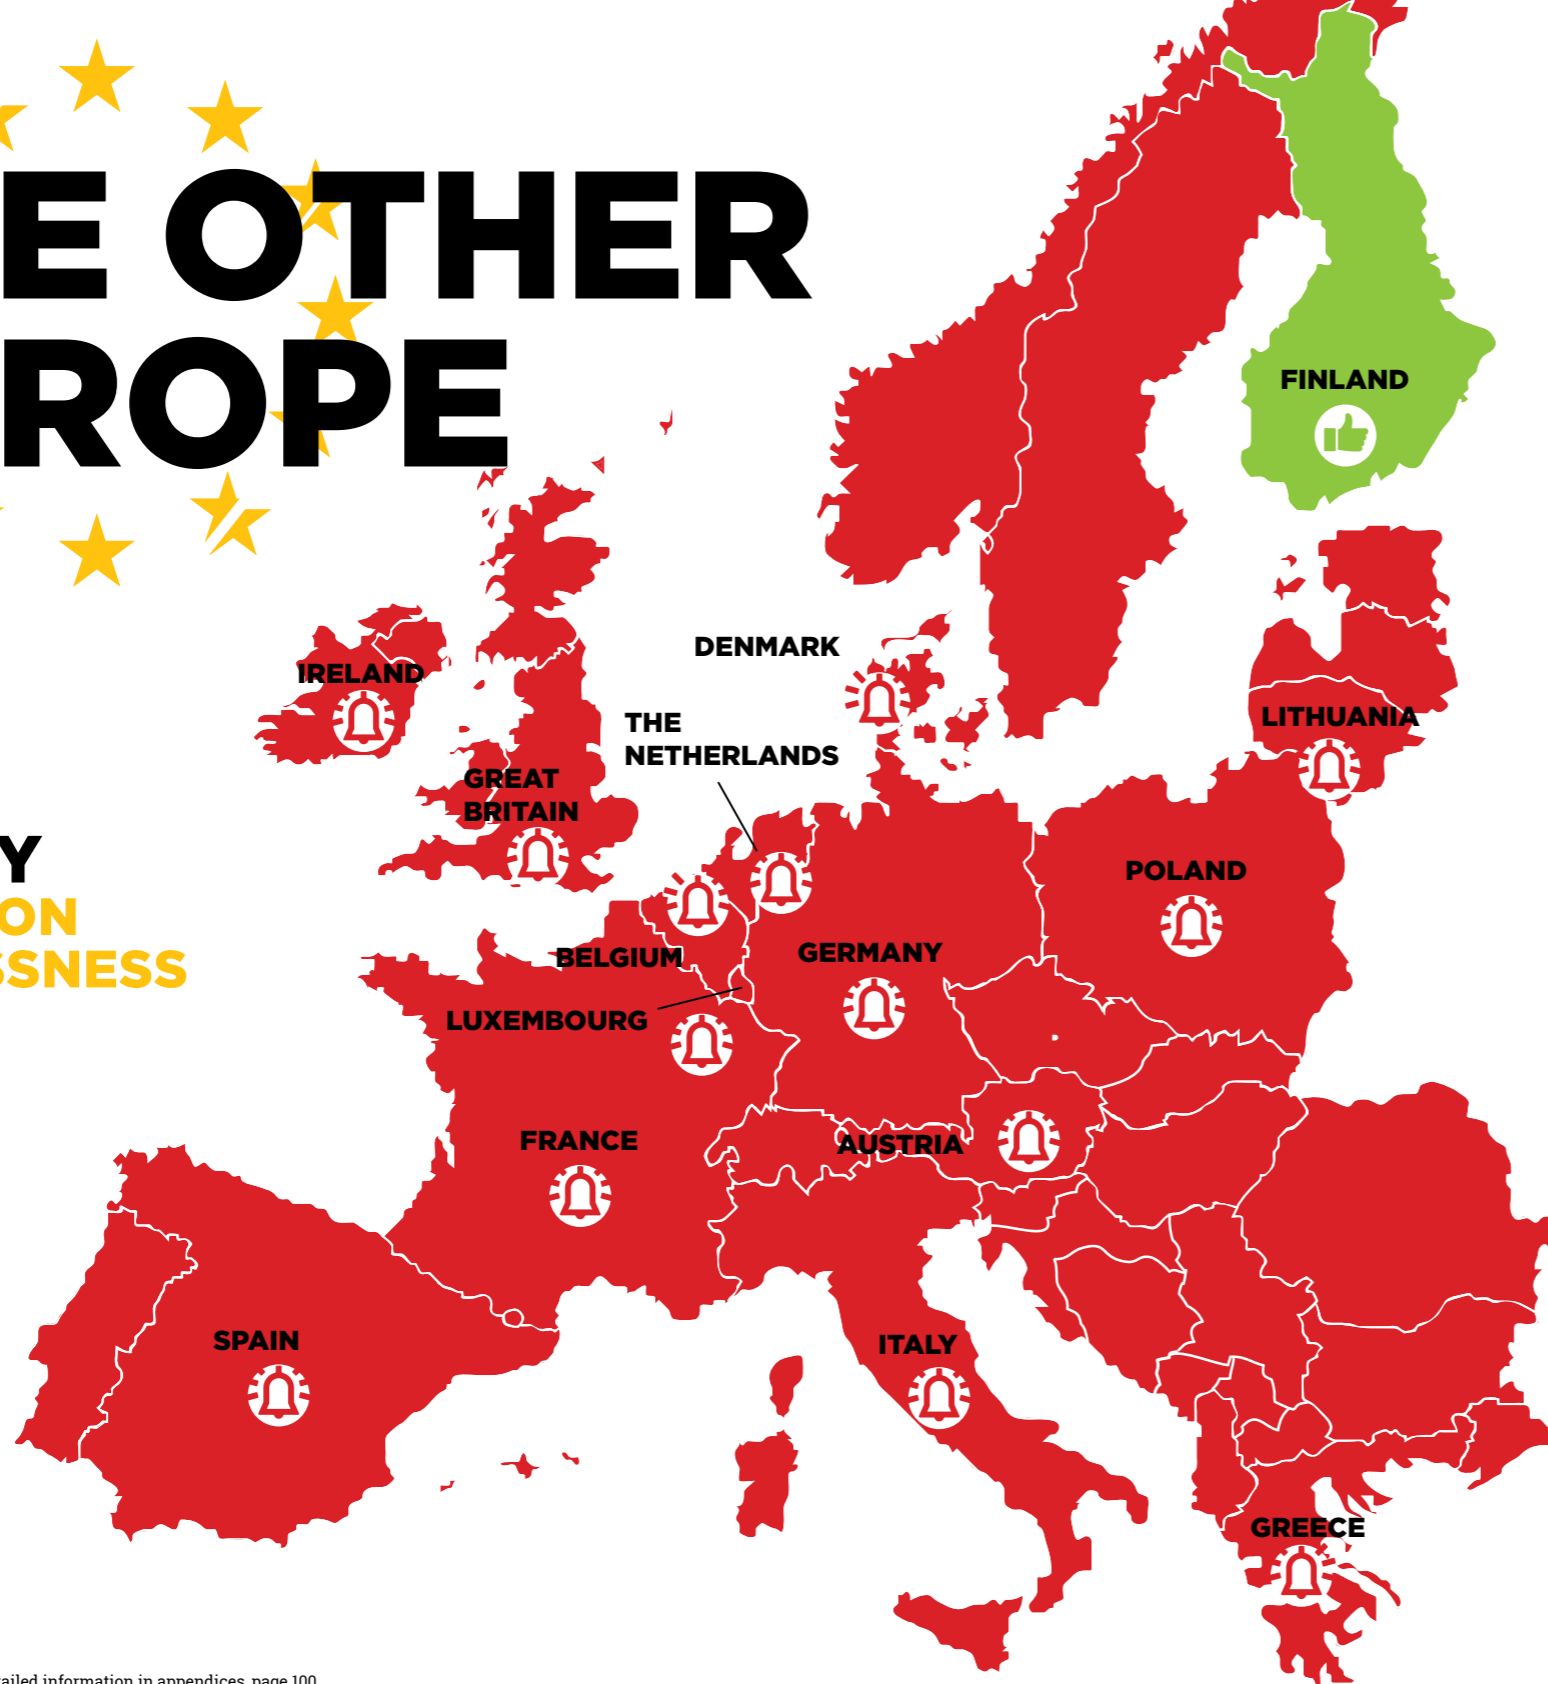 E OTHER
ROPE
FINLAND
DENMARK
IRELAND
THE
NETHERLANDS
LITHUANIA
GREAT
BRITAIN
Y
ON
SSNESS
POLAND
BELGIUM
GERMANY
LUXEMBOURG
FRANCE
AUSTRIA
SPAIN
ITALY
GREECE
ailed information in appendices, page 100